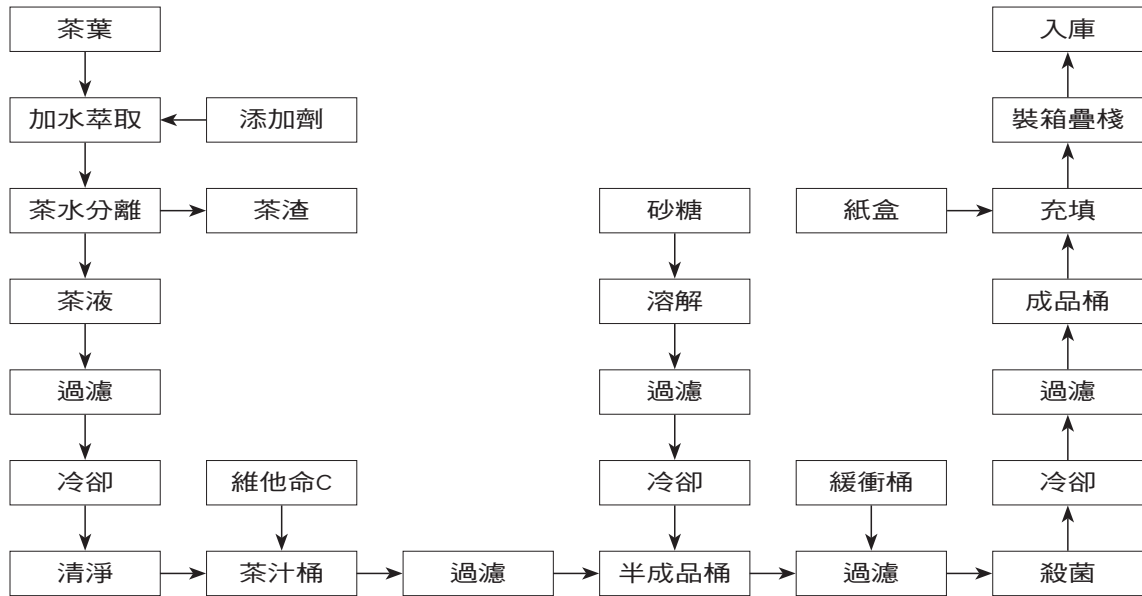 茶葉
入庫
加水萃取
添加劑
裝箱疊棧
茶水分離
茶渣
砂糖
紙盒
充填
茶液
溶解
成品桶
過濾
過濾
過濾
冷卻
維他命C
冷卻
緩衝桶
冷卻
清淨
茶汁桶
過濾
半成品桶
過濾
殺菌